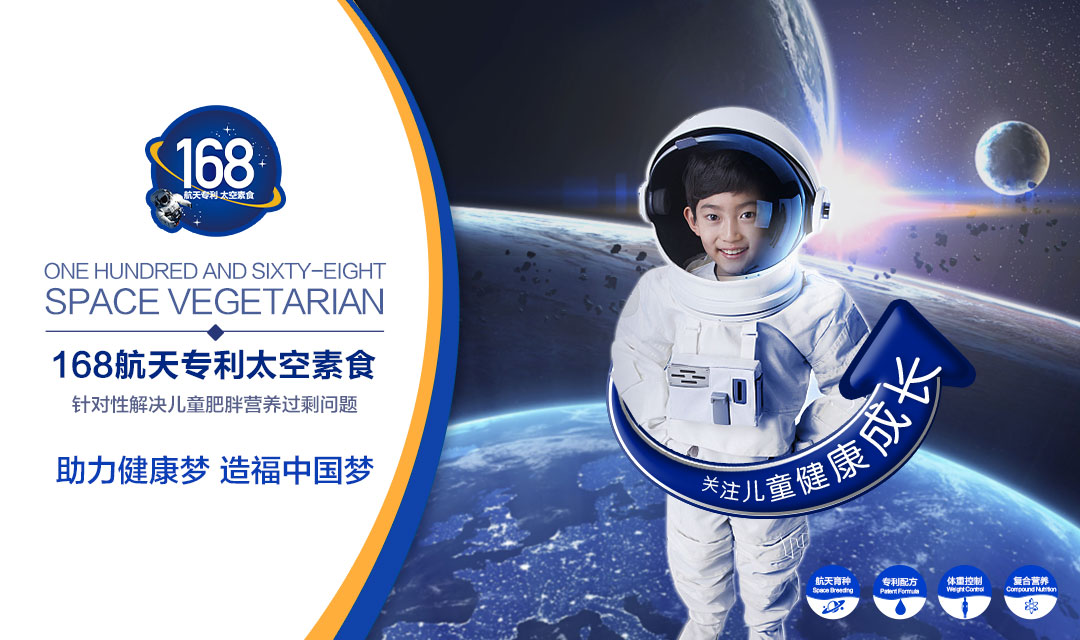 168
航天专利 太空素食
ONE HUNDRED AND SIXTY-EIGHT
SPACE VEGETARIAN
168航天专利太空素食
针对性解决儿童肥胖营养过剩问题
助力健康梦 造福中国梦
关注儿童健康成长
航天育种
Space Breeding
专利配方
Patent Formula
体重控制
Weight Control
复合营养
Compound Nutrition